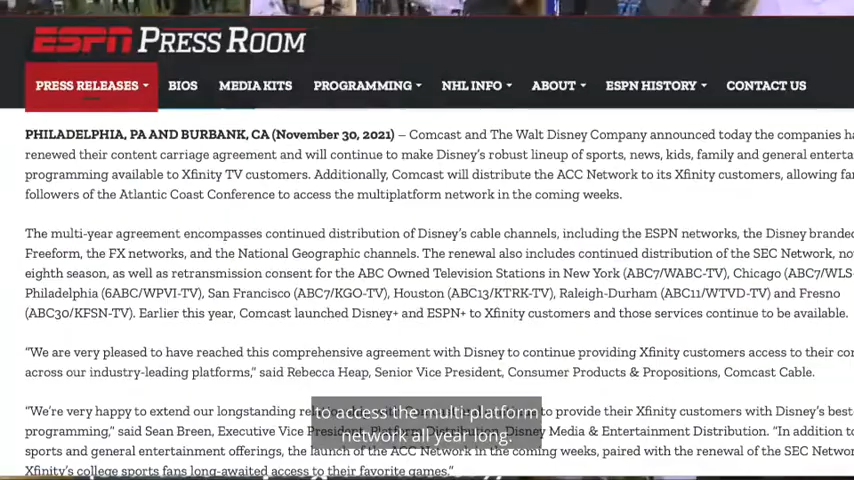 ESPN PRESS ROOM
PRESS RELEASES BIOS MEDIA KITS PROGRAMMING NHL INFO ABOUT ESPN HISTORY CONTACT US
PHILADELPHIA, PA AND BURBANK, CA (November 30, 2021) – Comcast and The Walt Disney Company announced today the companies ha
renewed their content carriage agreement and will continue to make Disney's robust lineup of sports, news, kids, family and general enterta
programming available to Xfinity TV customers. Additionally, Comcast will distribute the ACC Network to its Xfinity customers, allowing fa
followers of the Atlantic Coast Conference to access the multiplatform network in the coming weeks.
The multi-year agreement encompasses continued distribution of Disney's cable channels, including the ESPN networks, the Disney branded
Freeform, the FX networks, and the National Geographic channels. The renewal also includes continued distribution of the SEC Network, no
eighth season, as well as retransmission consent for the ABC Owned Television Stations in New York (ABC7/WABC-TV), Chicago (ABC7/WLS-
Philadelphia (6ABC/WPVI-TV), San Francisco (ABC7/KGO-TV), Houston (ABC13/KTRK-TV), Raleigh-Durham (ABC11/WTVD-TV) and Fresno
(ABC30/KFSN-TV). Earlier this year, Comcast launched Disney+ and ESPN+ to Xfinity customers and those services continue to be available.
"We are very pleased to have reached this comprehensive agreement with Disney to continue providing Xfinity customers access to their co
across our industry-leading platforms," said Rebecca Heap, Senior Vice President, Consumer Products & Propositions, Comcast Cable.
"We're very happy to extend our longstanding to provide their Xfinity customers with Disney's best-
to access the multi-platform
programming," said Sean Breen, Executive Vice President, Platform Distribution, Disney Media & Entertainment Distribution. "In addition to
network all year long.
sports and general entertainment offerings, the launch of the ACC Network in the coming weeks, paired with the renewal of the SEC Netw
Xfinity's college sports fans long-awaited access to their favorite games."